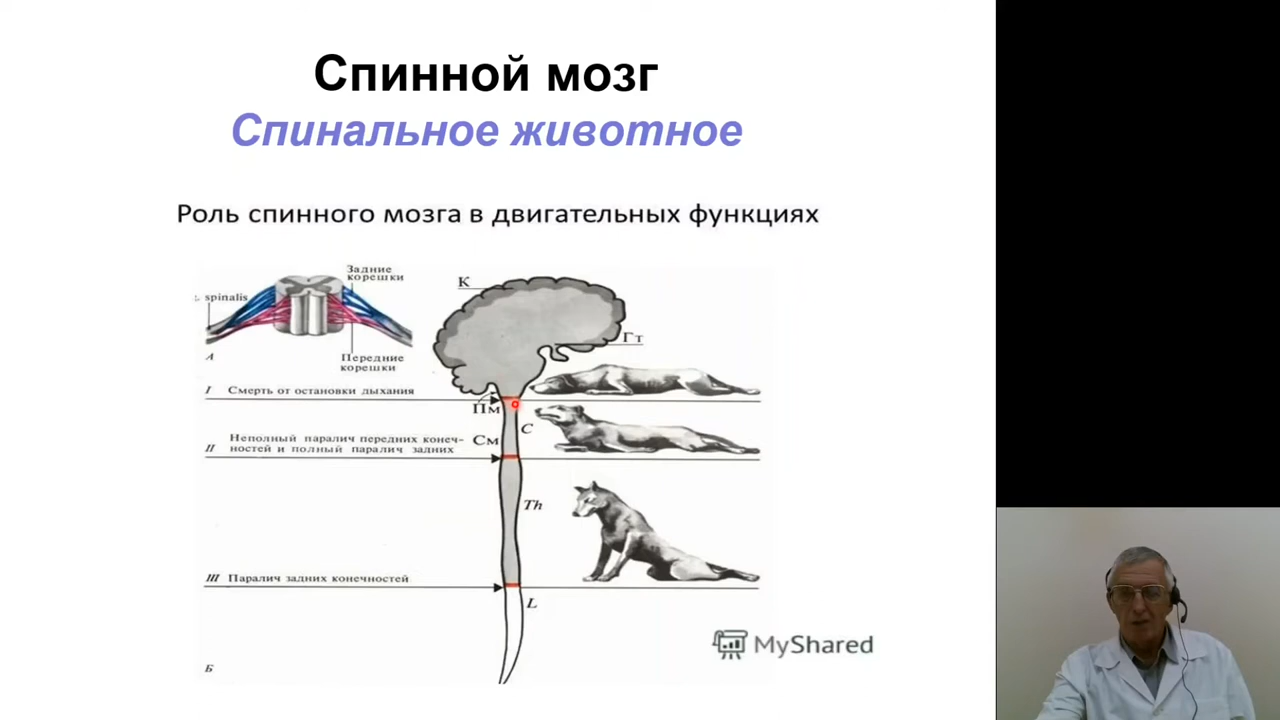 Спинной мозг
Спинальное животное
Роль спинного мозга в двигательных функциях
Задние
корешки
spinalis
А
Передние
корешки
К
Гт
I Смерть от остановки дыхания
Пм
С
II Неполный паралич передних конеч-
ностей и полный паралич задних
См
Th
III Паралич задних конечностей
L
Б
MyShared